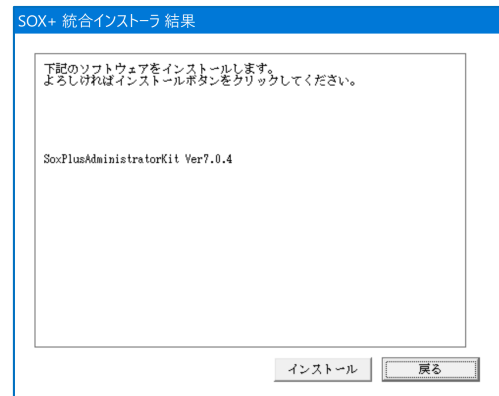 SOX+ 統合インストーラ 結果
下記のソフトウェアをインストールします。
よろしければインストールボタンをクリックしてください。
SoxPlusAdministratorKit Ver7.0.4
インストール
戻る